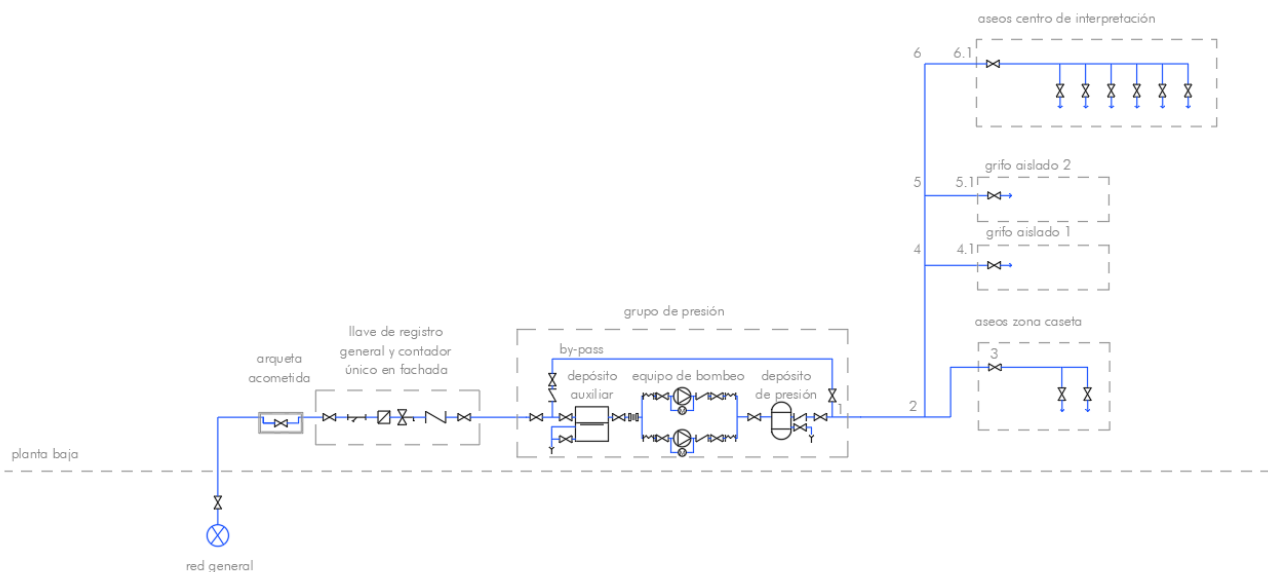 aseos centro de interpretación
6
6.1
grifo aislado 2
5
5.1
grifo aislado 1
4
4.1
grupo de presión
aseos zona caseta
llave de registro
general y contador
único en fachada
arqueta
acometida
by-pass
3
depósito
auxiliar
equipo de bombeo
depósito
de presión
1
2
planta baja
red general